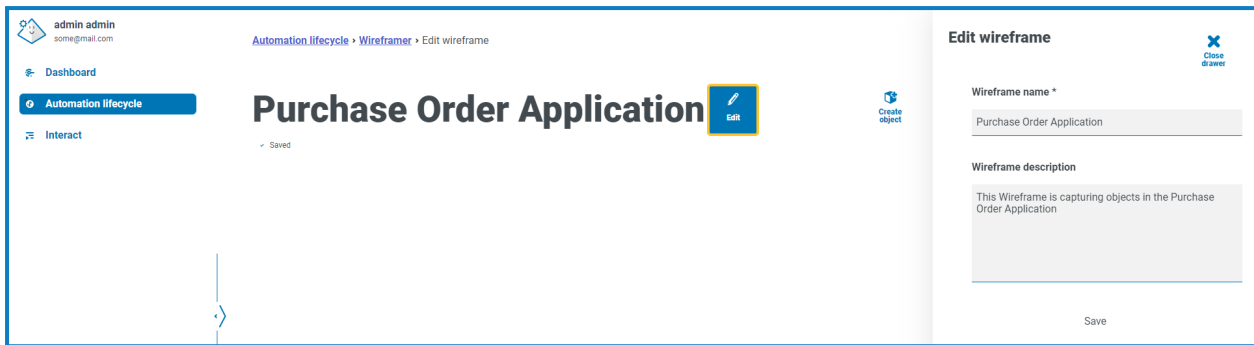 admin admin
some@mail.com
Dashboard
Automation lifecycle
Interact
Automation lifecycle › Wireframer › Edit wireframe
Purchase Order Application
Edit
✓ Saved
Create
object
Edit wireframe
Close
drawer
Wireframe name *
Purchase Order Application
Wireframe description
This Wireframe is capturing objects in the Purchase
Order Application
Save